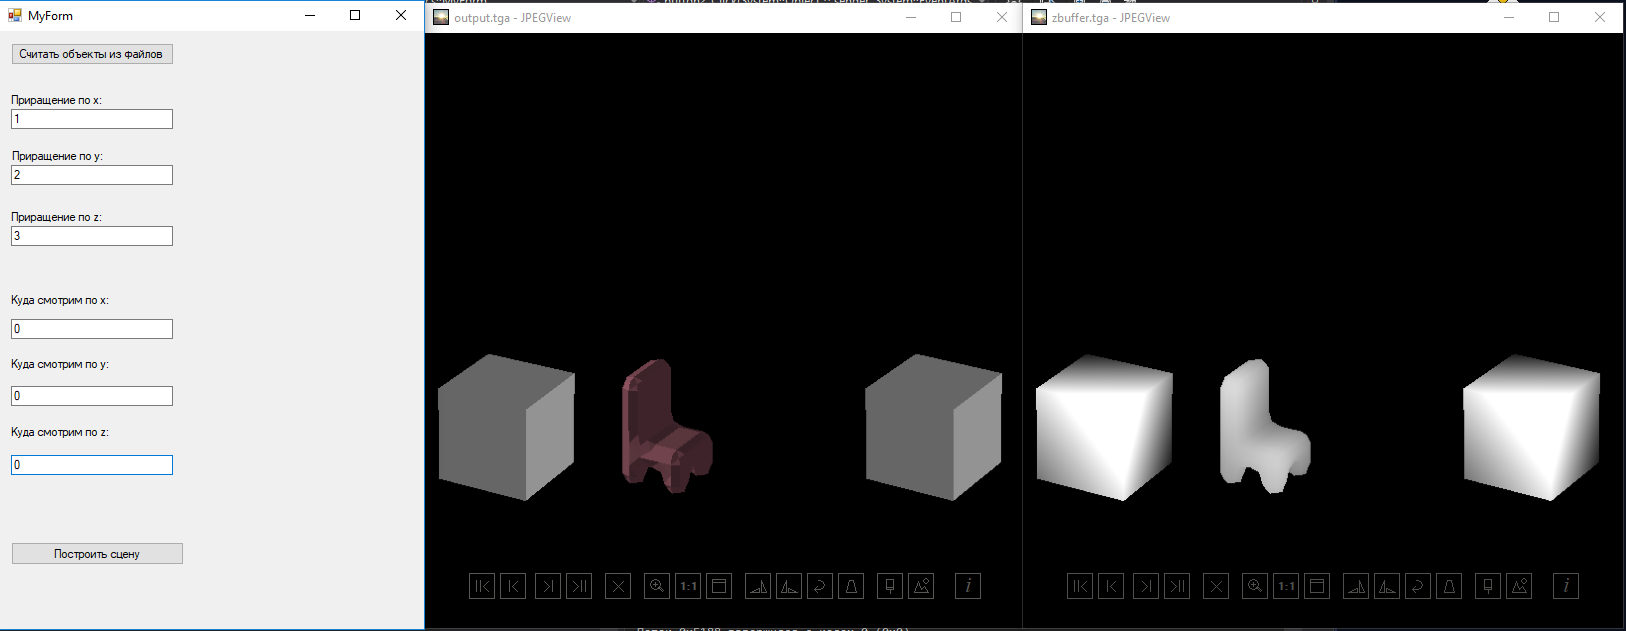 MyForm
Считать объекты из файлов
Приращение по x:
1
Приращение по y:
2
Приращение по z:
3
Куда смотрим по x:
0
Куда смотрим по y:
0
Куда смотрим по z:
0
Построить сцену
output.tga - JPEGView
1:1
i
zbuffer.tga - JPEGView
1:1
i